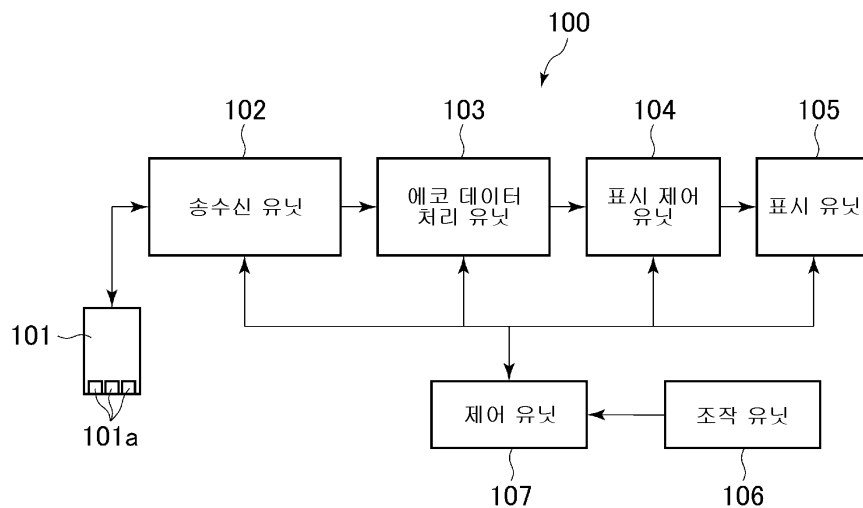 100
102
103
104
105
송수신 유닛
에코 데이터
처리 유닛
표시 제어
유닛
표시 유닛
101
101a
제어 유닛
조작 유닛
107
106